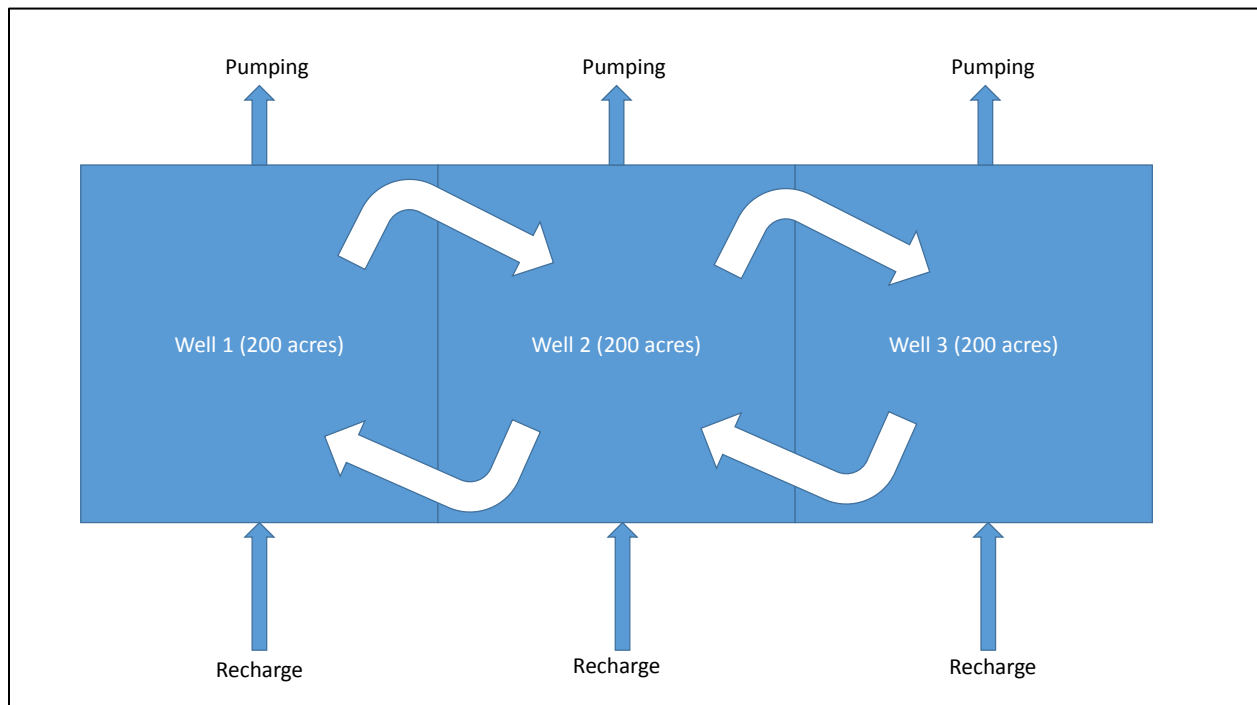 Pumping
Pumping
Pumping
Well 1 (200 acres)
Well 2 (200 acres)
Well 3 (200 acres)
Recharge
Recharge
Recharge